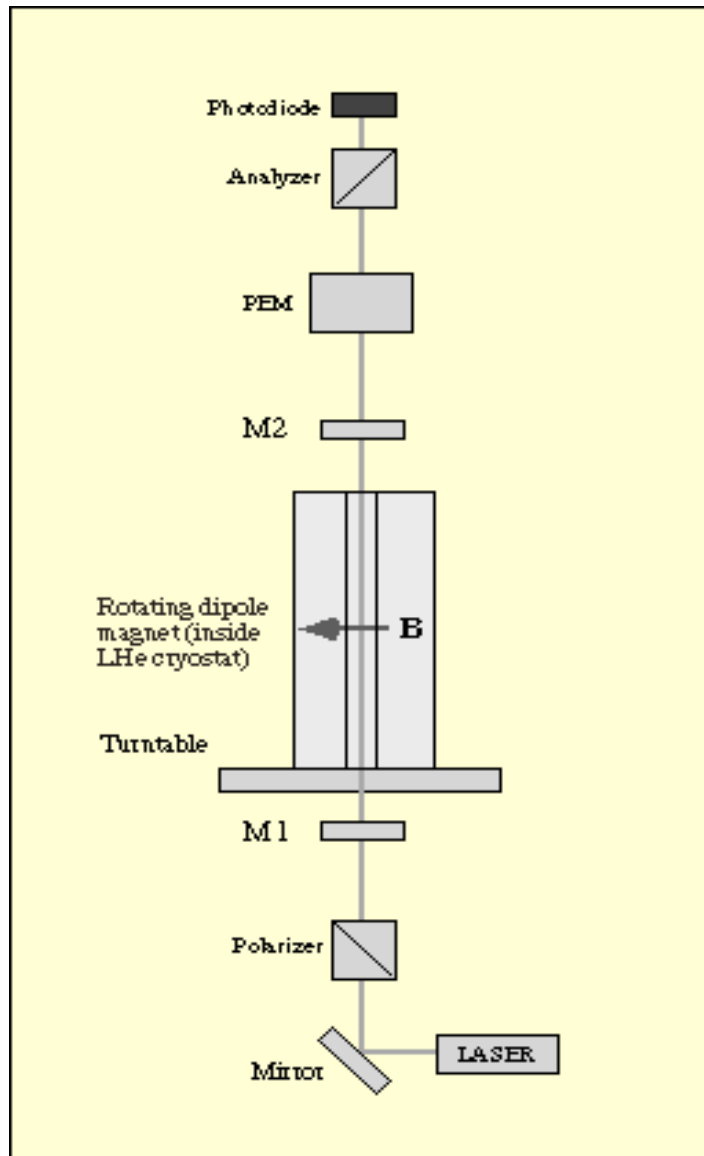 Photodiode
Analyzer
PEM
M2
Rotating dipole
magnet (inside
LHe cryostat)
B
Turntable
M1
Polarizer
LASER
Mirror